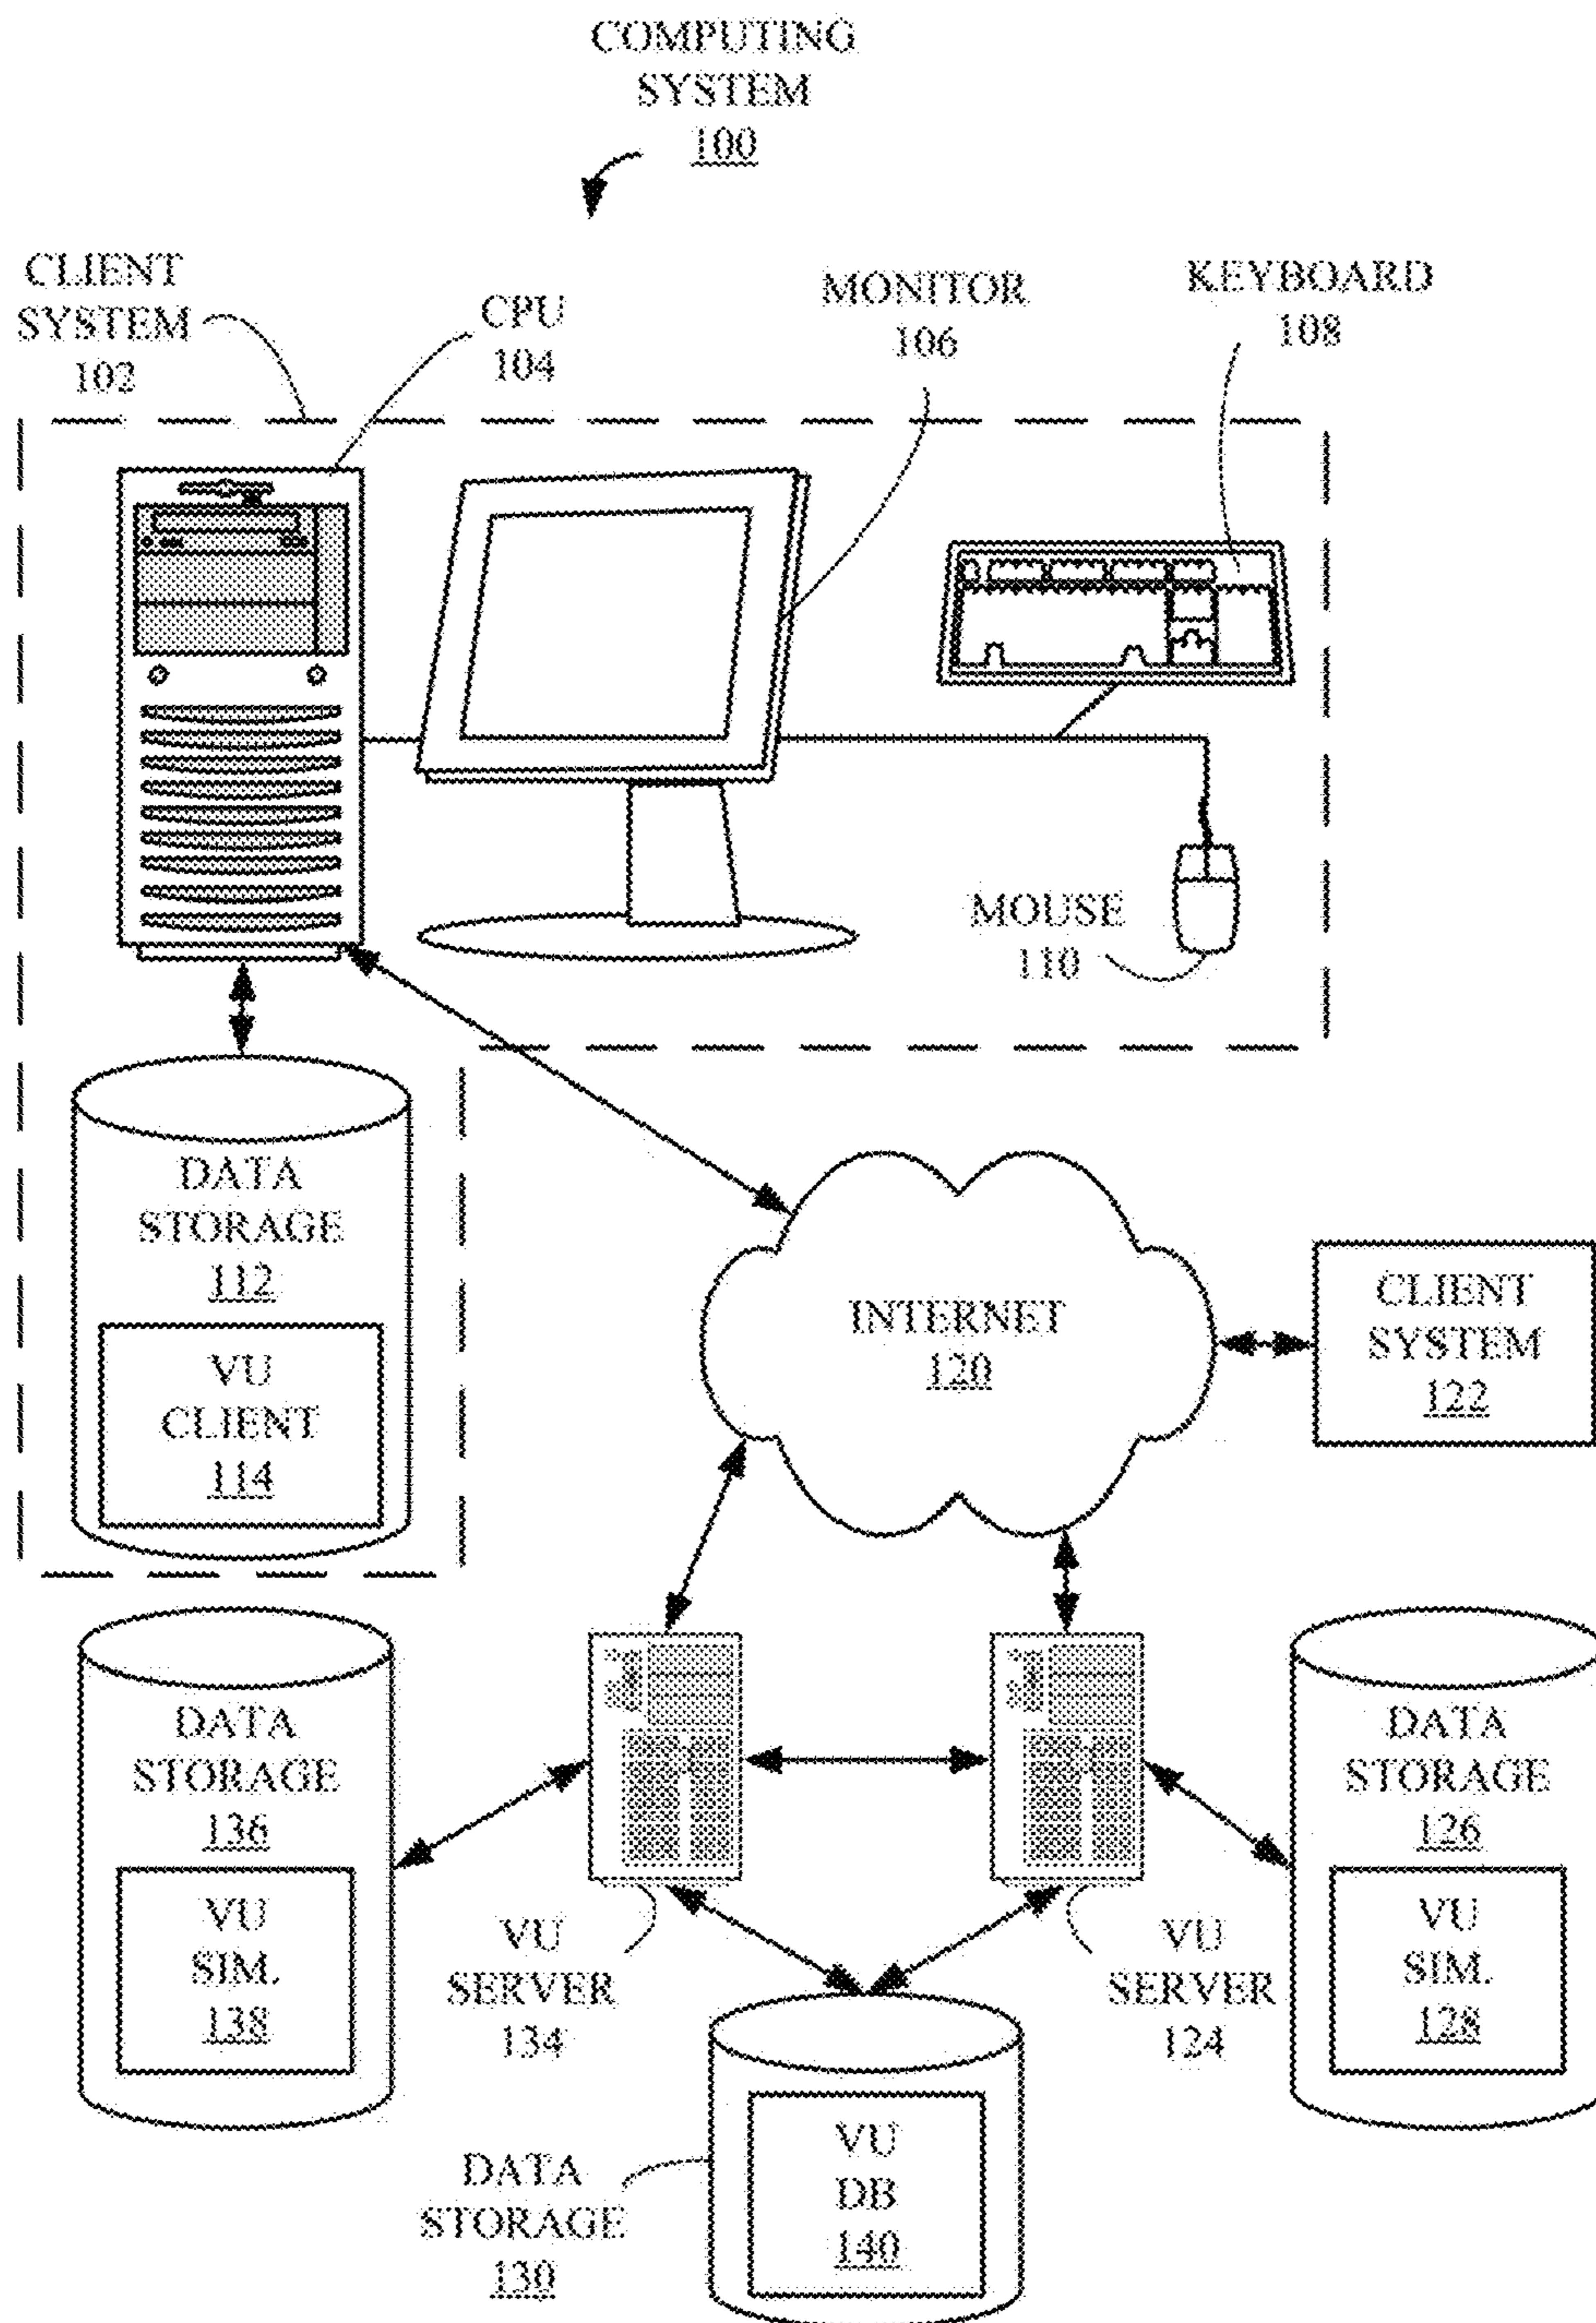 COMPUTING
SYSTEM
100
CLIENT
SYSTEM
102
CPU
104
MONITOR
106
KEYBOARD
108
MOUSE
110
DATA
STORAGE
112
VU
CLIENT
114
INTERNET
120
CLIENT
SYSTEM
122
DATA
STORAGE
136
VU
SIM.
138
VU
SERVER
134
VU
SERVER
124
DATA
STORAGE
126
VU
SIM.
128
DATA
STORAGE
130
VU
DB
140